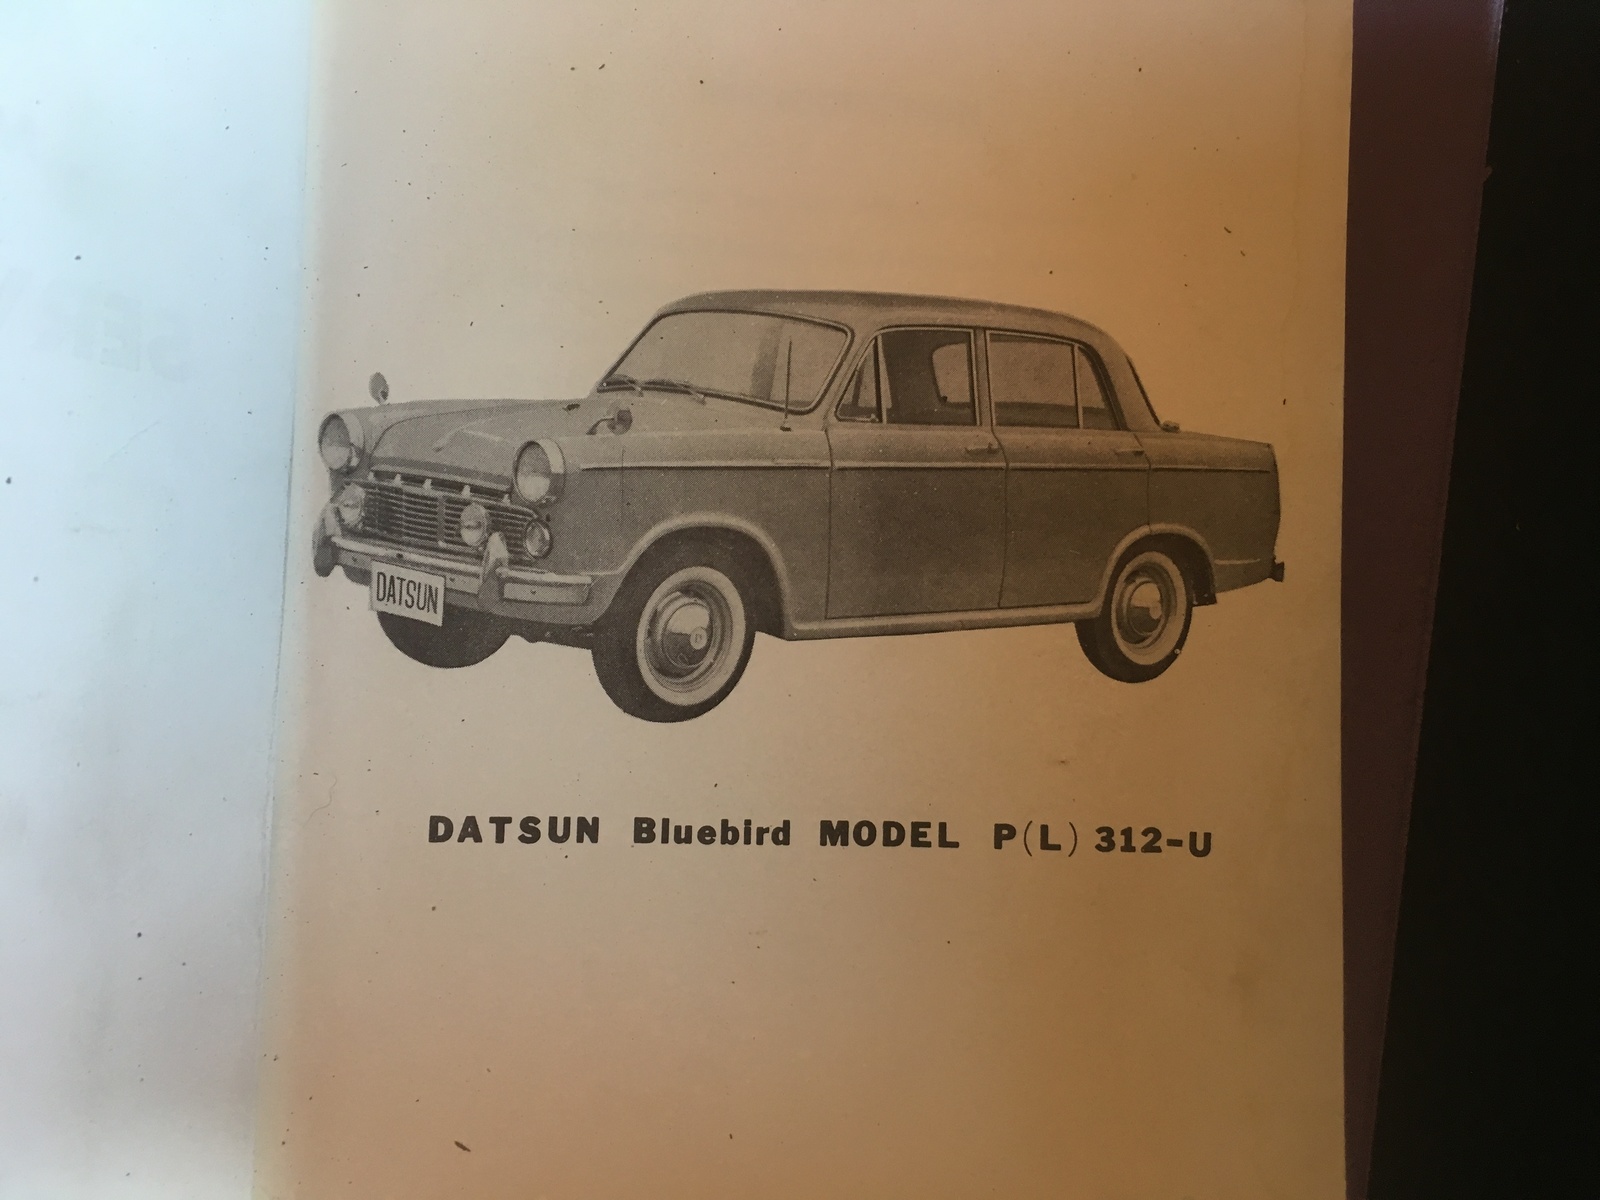 DATSUN
DATSUN Bluebird MODEL P(L) 312-U